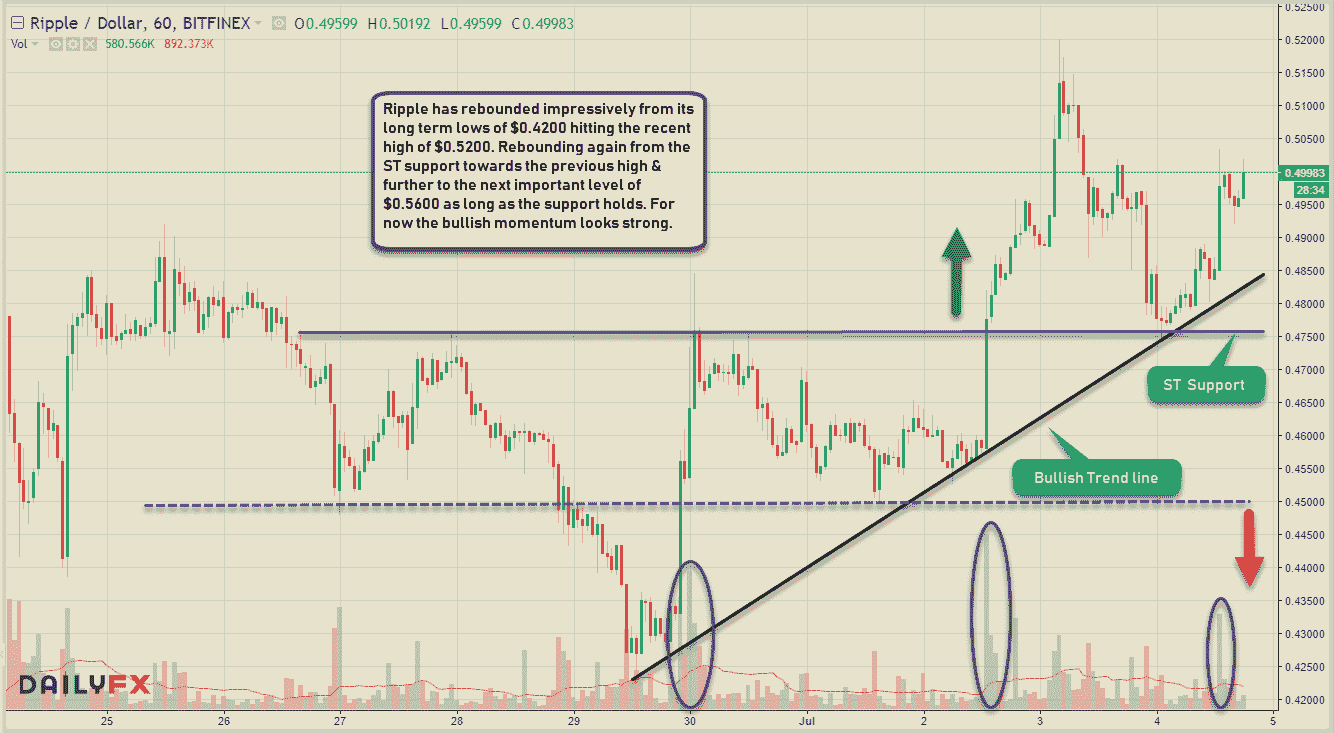 Ripple / Dollar, 60, BITFINEX O0.49599 H0.50192 L0.49599 C0.49983
Vol 580.566K 892.373K
Ripple has rebounded impressively from its
long term lows of $0.4200 hitting the recent
high of $0.5200. Rebounding again from the
ST support towards the previous high &
further to the next important level of
$0.5600 as long as the support holds. For
now the bullish momentum looks strong.
ST Support
Bullish Trend line
DAILYFX
0.52500
0.52000
0.51500
0.51000
0.50500
0.49983
28:34
0.49500
0.49000
0.48500
0.48000
0.47500
0.47000
0.46500
0.46000
0.45500
0.45000
0.44500
0.44000
0.43500
0.43000
0.42500
0.42000
25 26 27 28 29 30 Jul 2 3 4 5